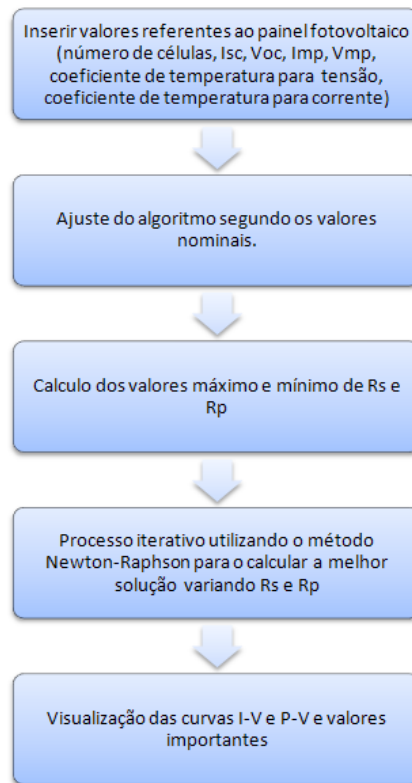 Inserir valores referentes ao painel fotovoltaico
(número de células, Isc, Voc, Imp, Vmp,
coeficiente de temperatura para tensão,
coeficiente de temperatura para corrente)
Ajuste do algoritmo segundo os valores
nominais.
Calculo dos valores máximo e mínimo de Rs e
Rp
Processo iterativo utilizando o método
Newton-Raphson para o calcular a melhor
solução variando Rs e Rp
Visualização das curvas I-V e P-V e valores
importantes